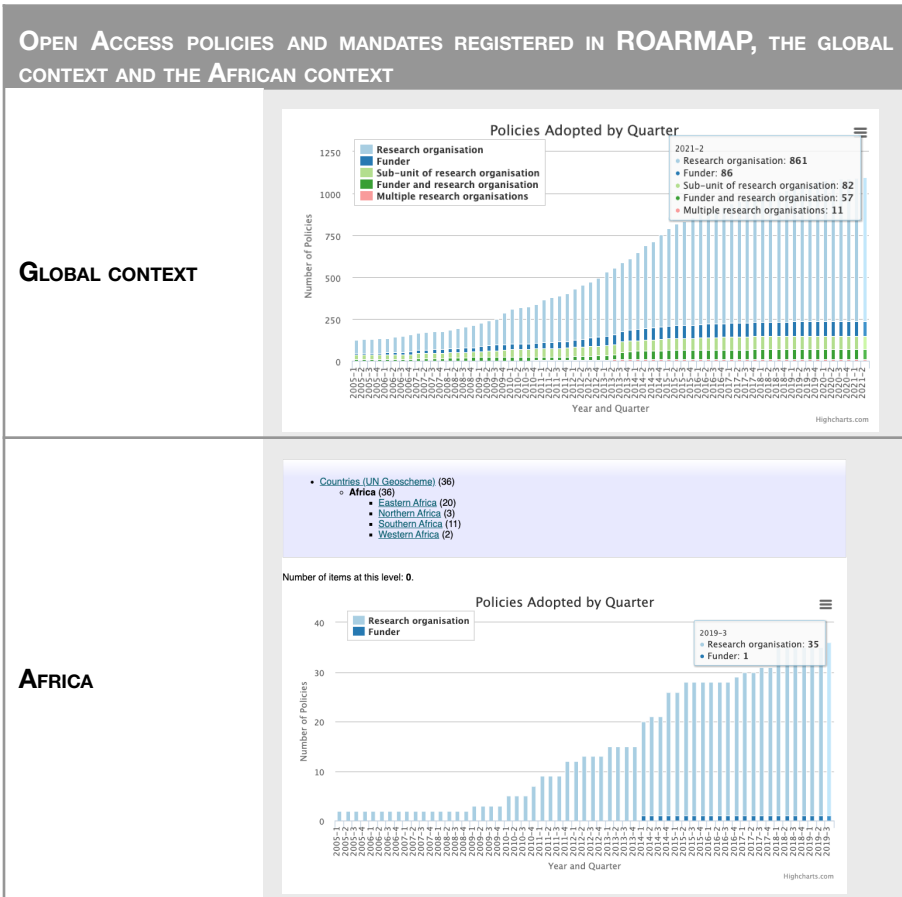 OPEN ACCESS POLICIES AND MANDATES REGISTERED IN ROARMAP, THE GLOBAL
CONTEXT AND THE AFRICAN CONTEXT
GLOBAL CONTEXT
Policies Adopted by Quarter
Research organisation
Funder
Sub-unit of research organisation
Funder and research organisation
Multiple research organisations
2021-2
Research organisation: 861
Funder: 86
Sub-unit of research organisation: 82
Funder and research organisation: 57
Multiple research organisations: 11
Number of Policies
1250
1000
750
500
250
0
Year and Quarter
Highcharts.com
AFRICA
Countries (UN Geoscheme) (36)
Africa (36)
Eastern Africa (20)
Northern Africa (3)
Southern Africa (11)
Western Africa (2)
Number of items at this level: 0.
Policies Adopted by Quarter
Research organisation
Funder
2019-3
Research organisation: 35
Funder: 1
Number of Policies
40
30
20
10
0
Year and Quarter
Highcharts.com